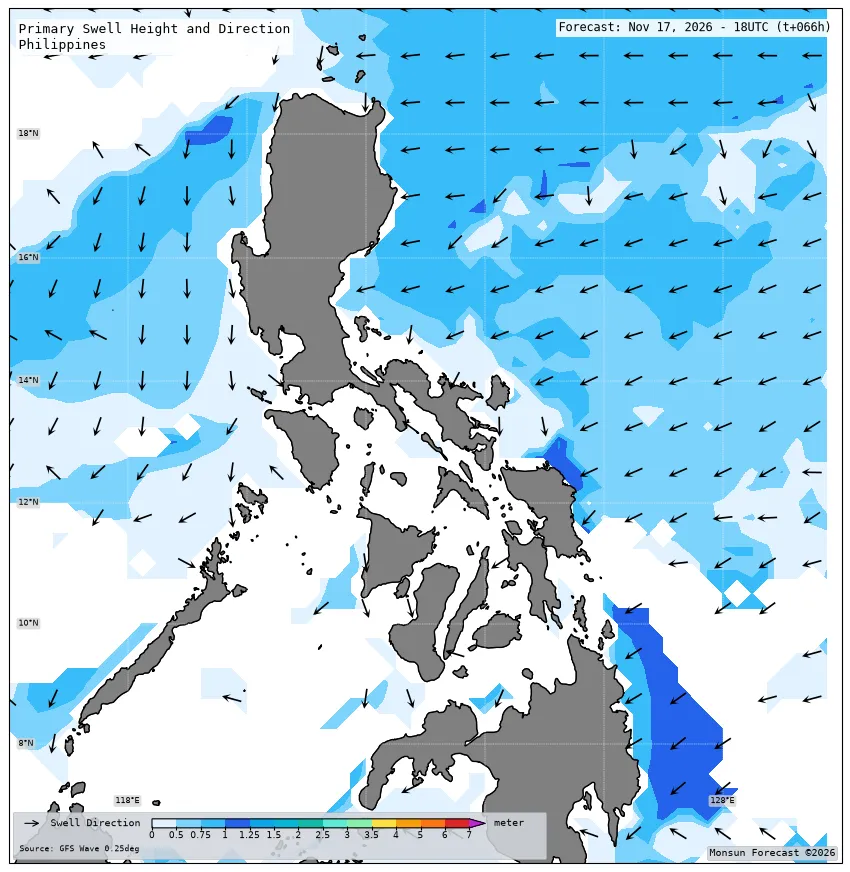 Primary Swell Height and Direction
Philippines
Forecast: Nov 17, 2026 - 18UTC (t+066h)
18°N
16°N
14°N
12°N
10°N
8°N
118°E
128°E
Swell Direction
meter
0 0.5 0.75 1 1.25 1.5 2 2.5 3 3.5 4 5 6 7
Source: GFS Wave 0.25deg
Monsun Forecast ©2026